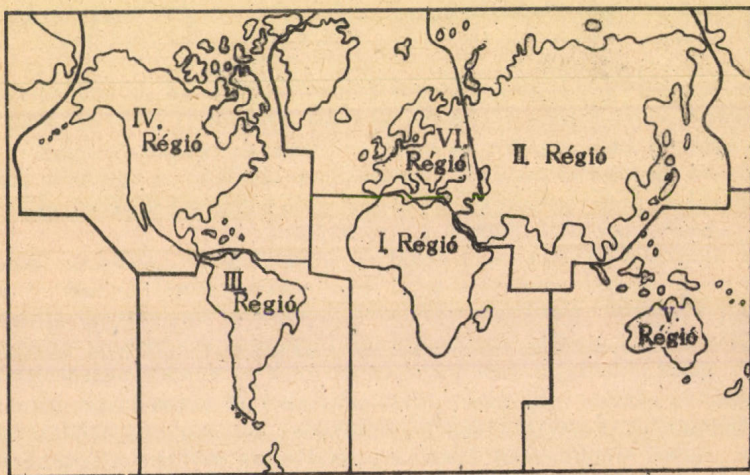 IV.
Régió
VI.
Régió
II. Régió
I. Régió
III
Régió
V.
Régió